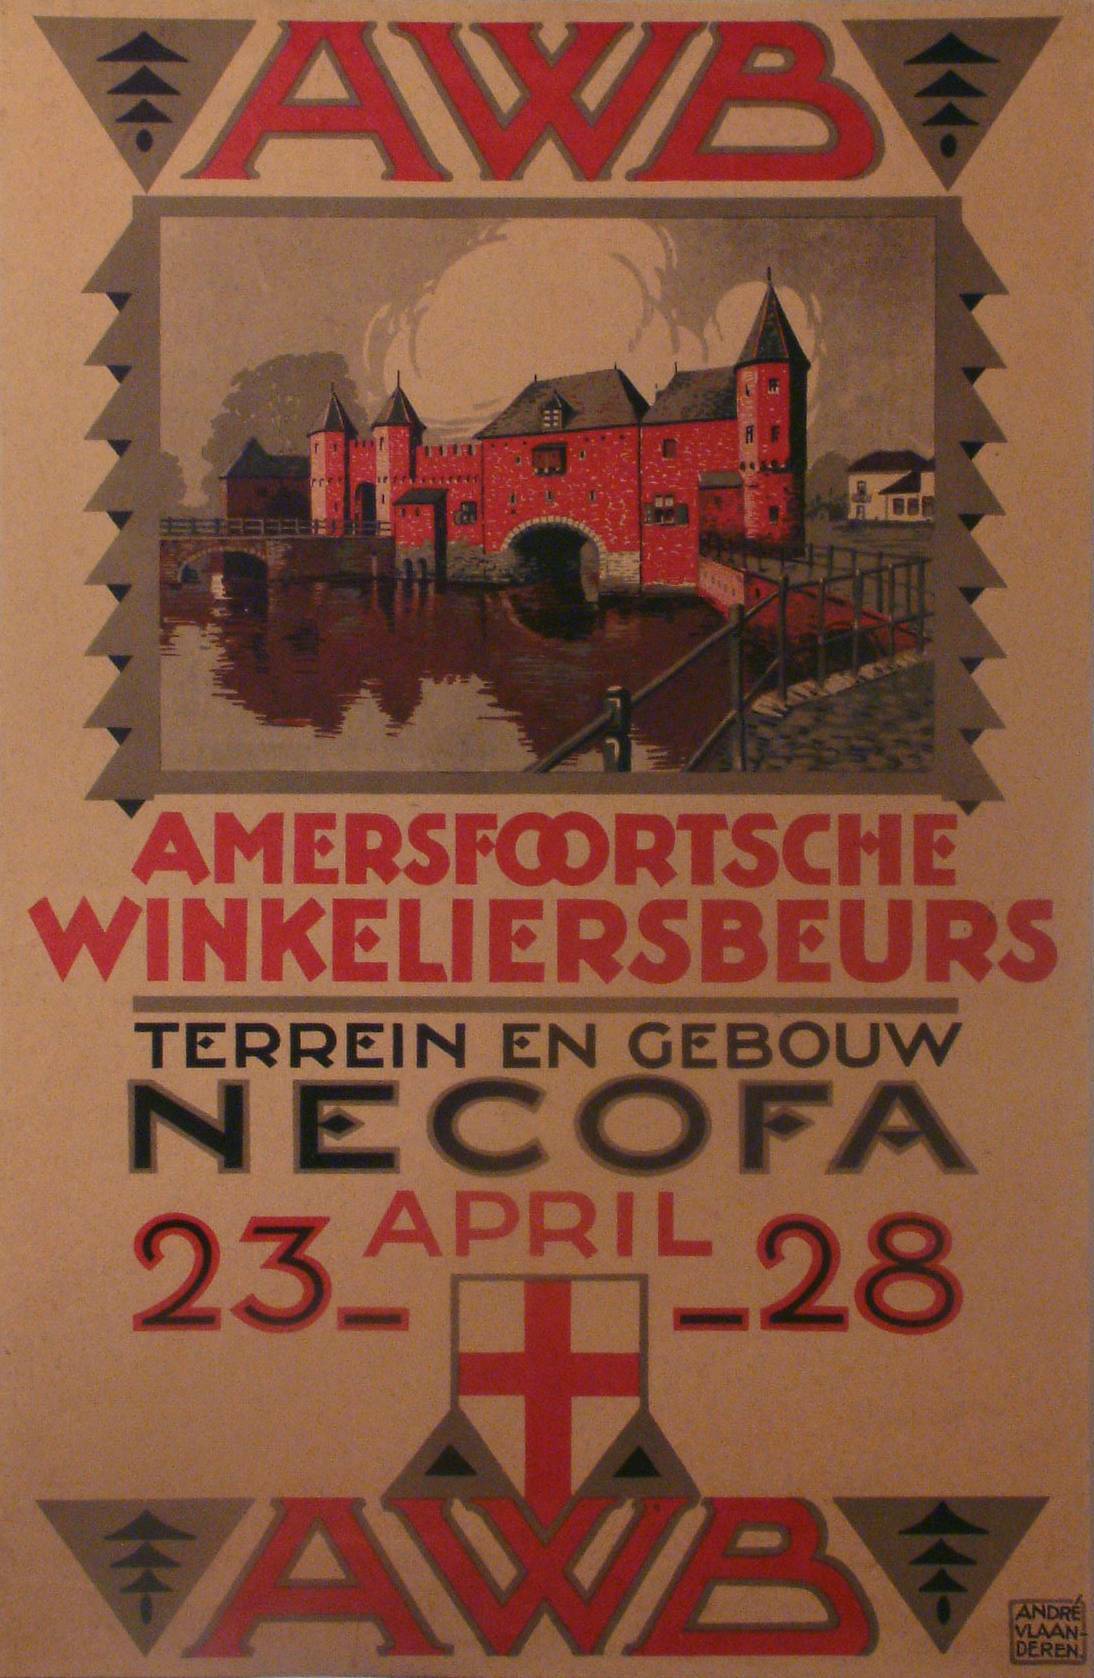 AWB
AMERSFOORTSCHE
WINKELIERSBEURS
TERREIN EN GEBOUW
NECOFA
23 _ APRIL _ 28
AWB
ANDRÉ
VLAAN-
DEREN.